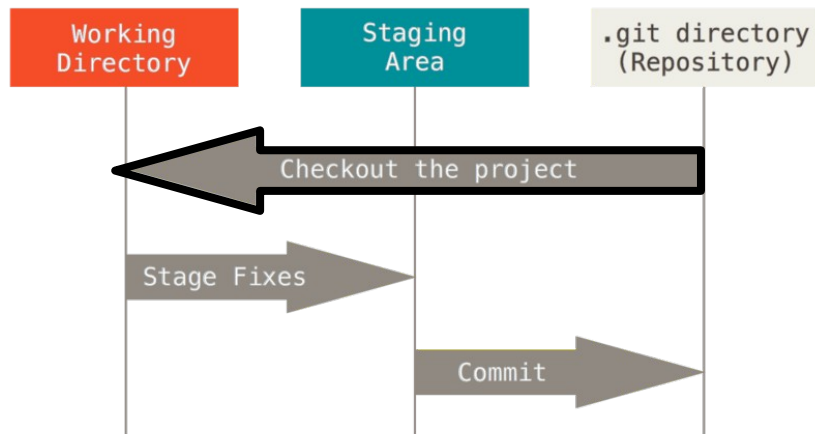 Working
Directory
Staging
Area
.git directory
(Repository)
Checkout the project
Stage Fixes
Commit